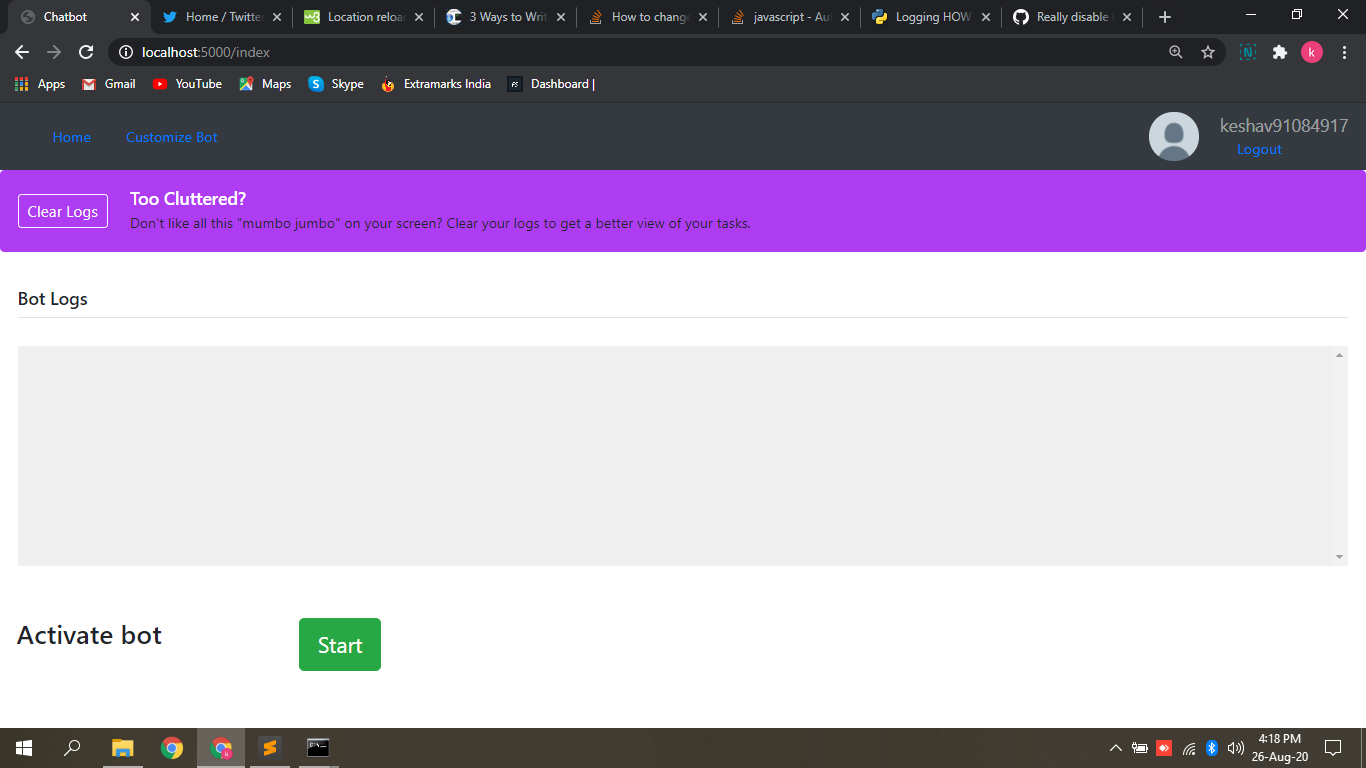 Chatbot
Home / Twitte
Location reloa
3 Ways to Writ
How to change
javascript - Au
Logging HOW
Really disable
localhost:5000/index
k
Apps
Gmail
YouTube
Maps
Skype
Extramarks India
Dashboard |
Home
Customize Bot
keshav91084917
Logout
Clear Logs
Too Cluttered?
Don't like all this "mumbo jumbo" on your screen? Clear your logs to get a better view of your tasks.
Bot Logs
Activate bot
Start
4:18 PM
26-Aug-20